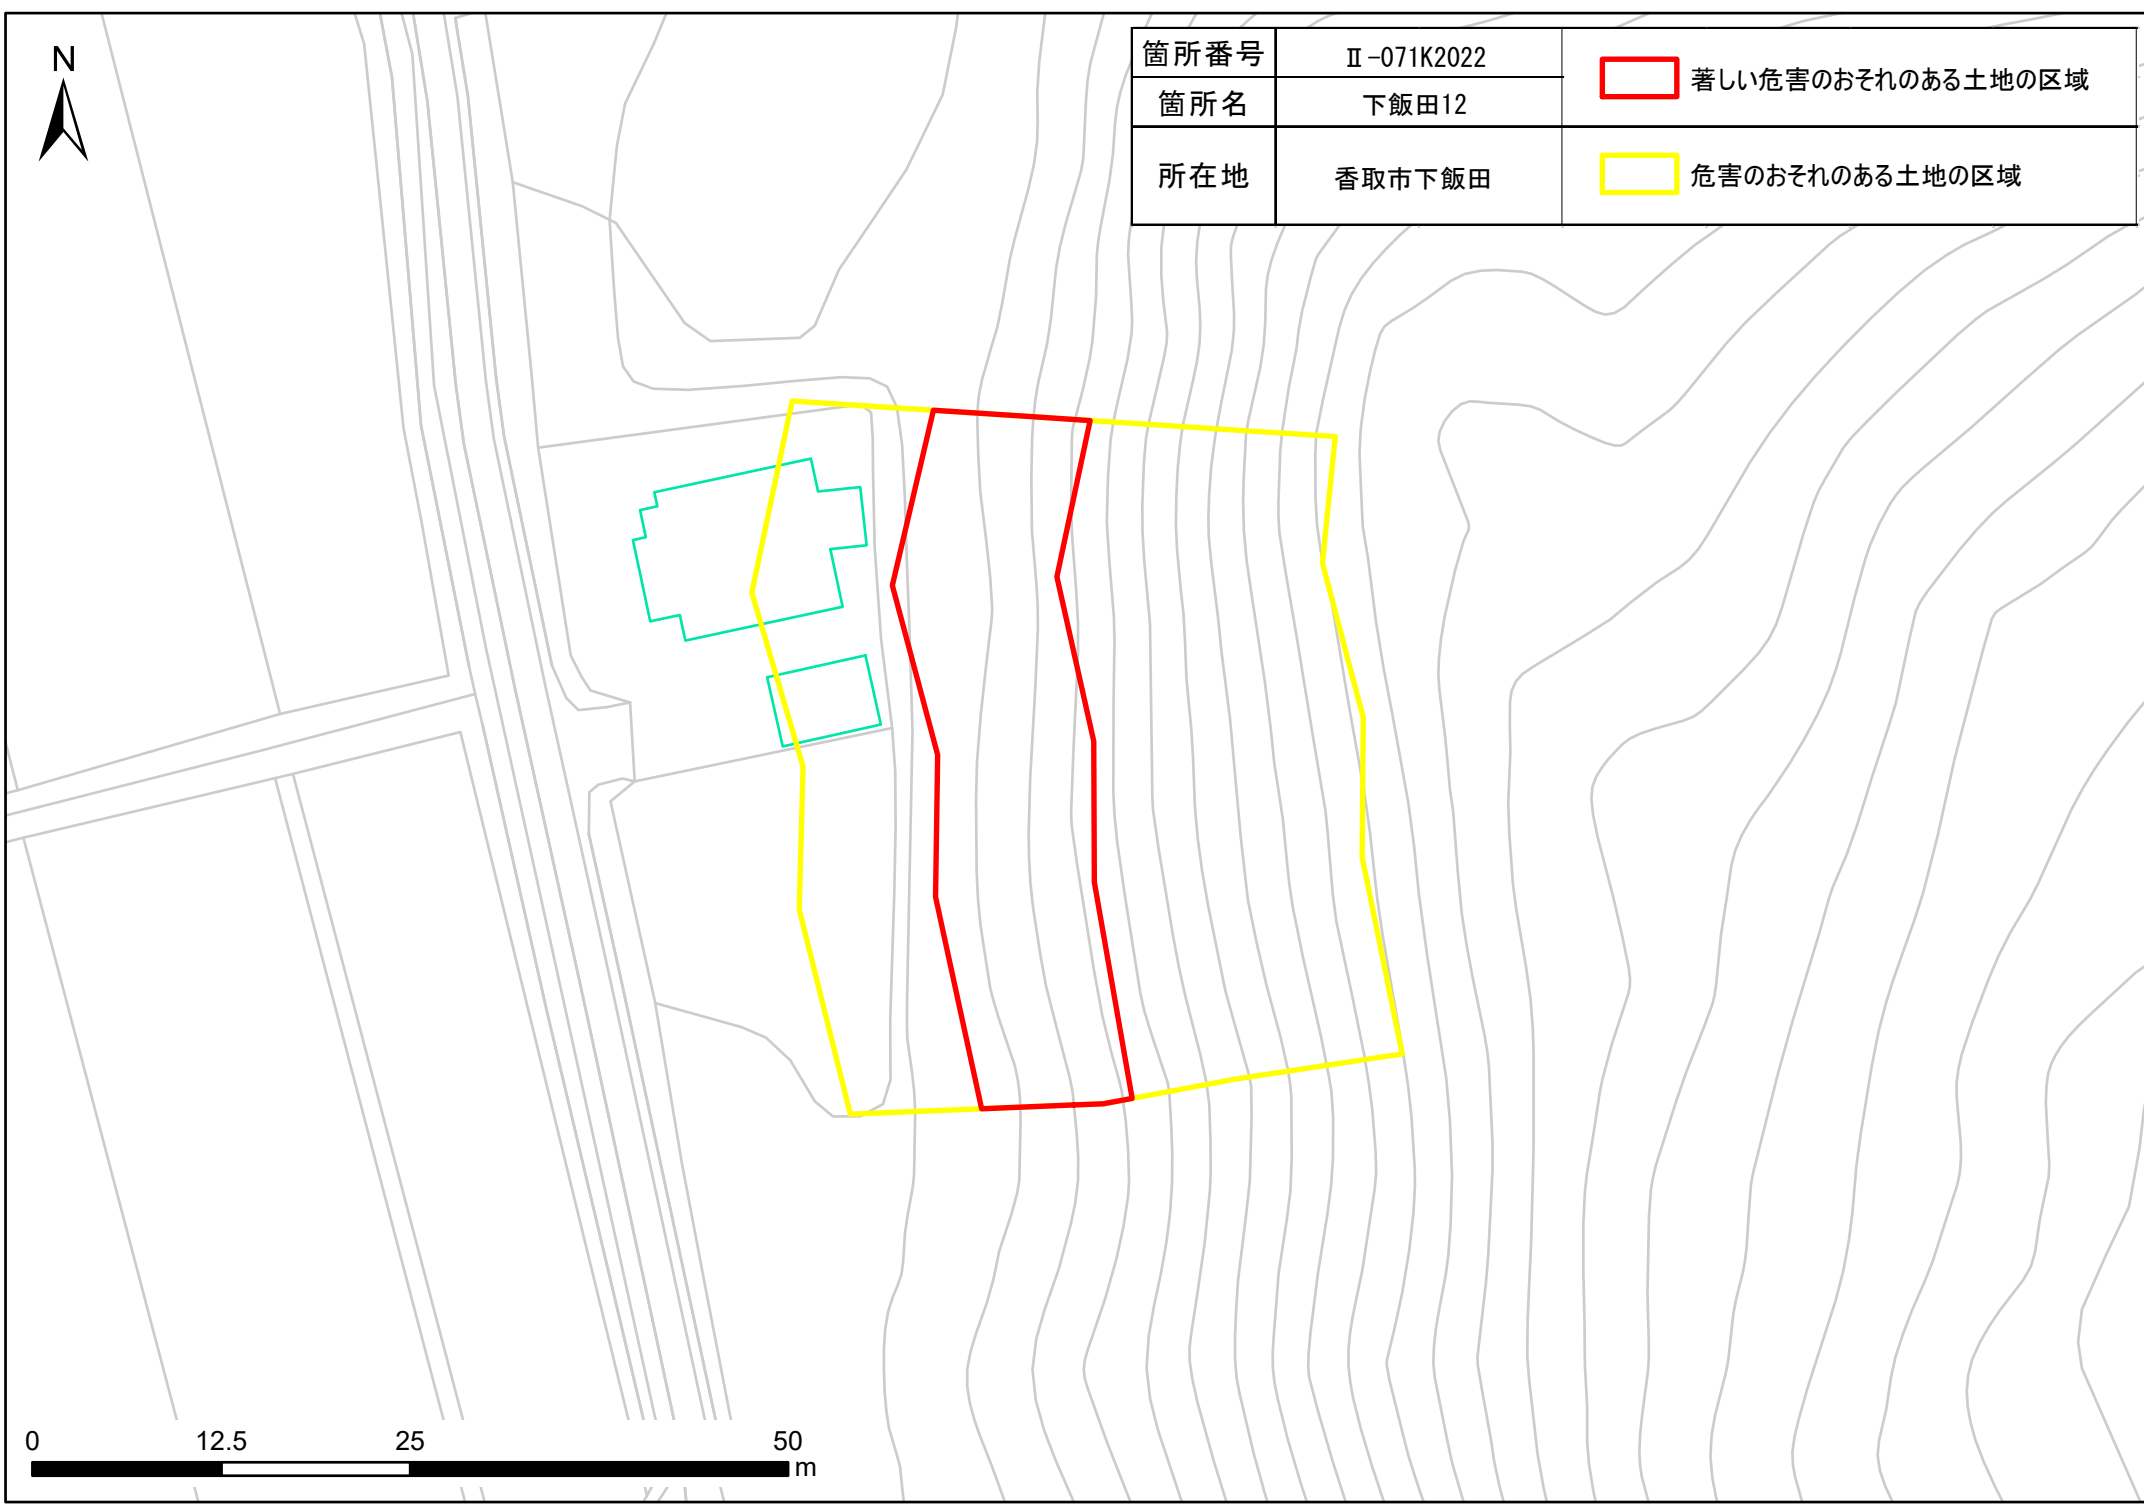 N
箇所番号 Ⅱ-071K2022
箇所名 下飯田12
所在地 香取市下飯田
著しい危害のおそれのある土地の区域
危害のおそれのある土地の区域
0 12.5 25 50
m